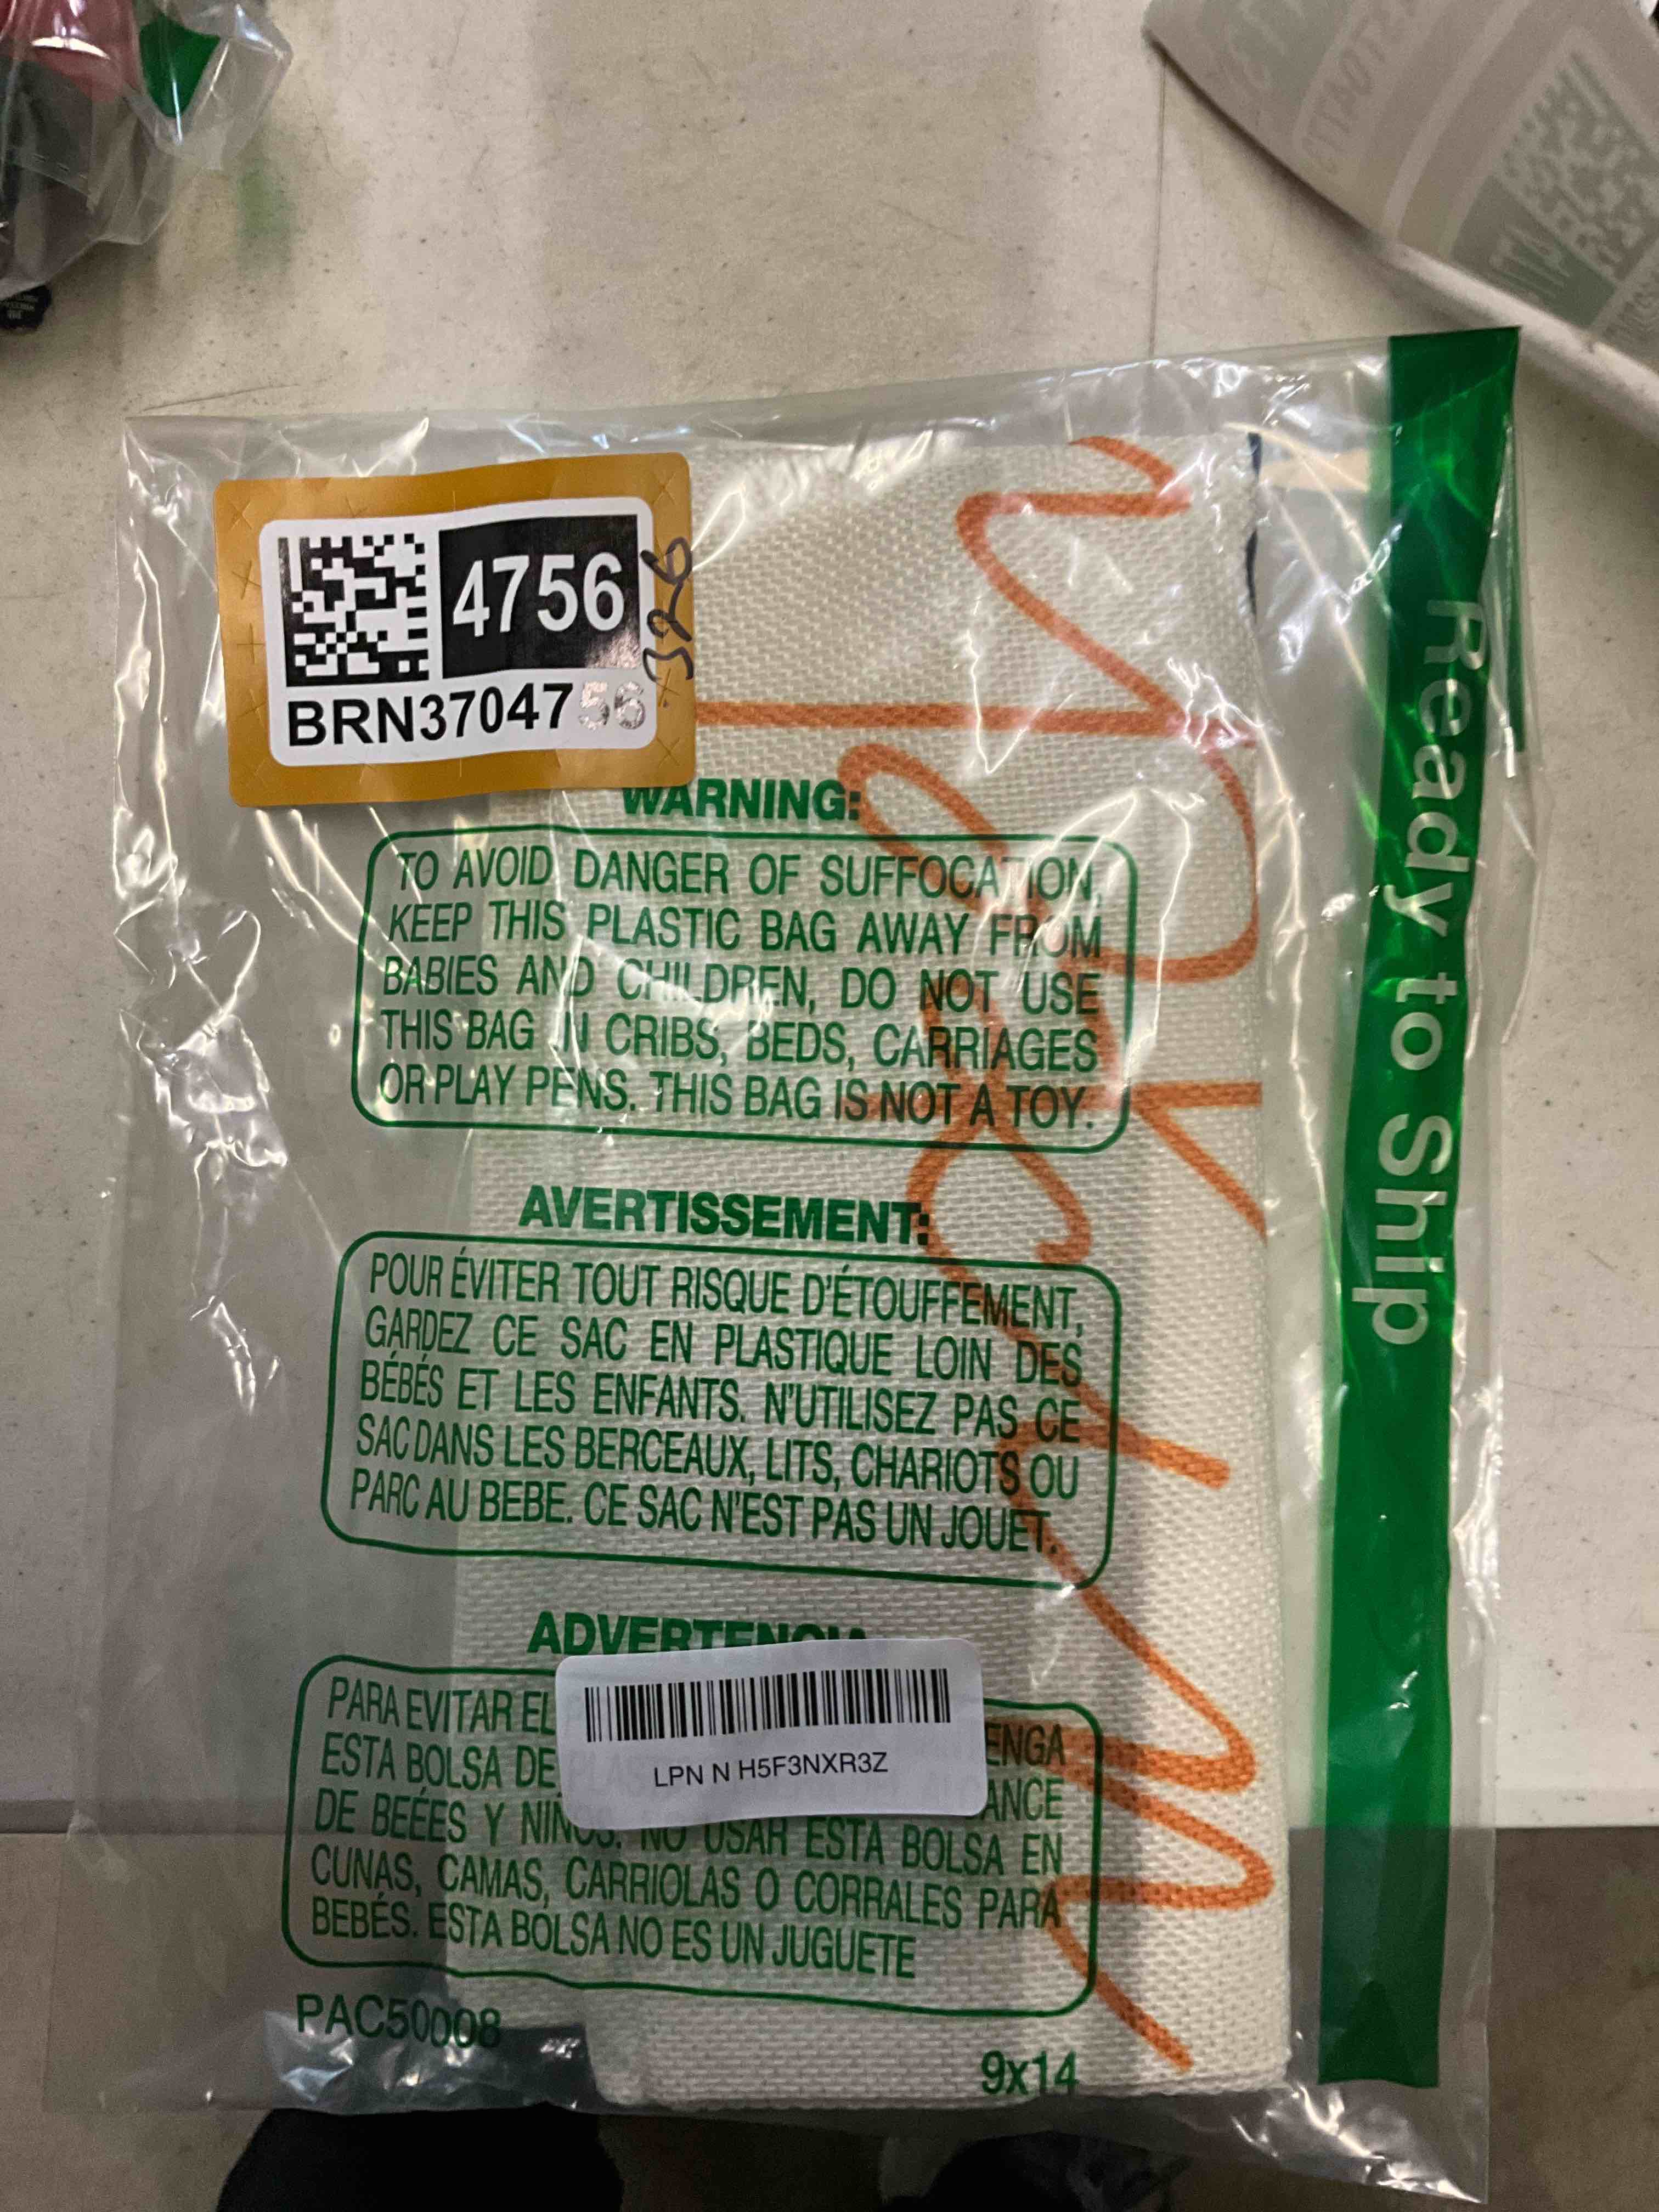 4756
326
BRN3704756
WARNING:
TO AVOID DANGER OF SUFFOCATION,
KEEP THIS PLASTIC BAG AWAY FROM
BABIES AND CHILDREN, DO NOT USE
THIS BAG IN CRIBS, BEDS, CARRIAGES
OR PLAY PENS. THIS BAG IS NOT A TOY.
AVERTISSEMENT:
POUR ÉVITER TOUT RISQUE D'ÉTOUFFEMENT,
GARDEZ CE SAC EN PLASTIQUE LOIN DES
BÉBÉS ET LES ENFANTS. N'UTILISEZ PAS CE
SAC DANS LES BERCEAUX, LITS, CHARIOTS OU
PARC AU BEBE. CE SAC N'EST PAS UN JOUET.
ADVERTENCIA
PARA EVITAR EL
ESTA BOLSA DE
DE BEÉES Y NIÑOS. NO USAR ESTA BOLSA EN
CUNAS, CAMAS, CARRIOLAS O CORRALES PARA
BEBÉS. ESTA BOLSA NO ES UN JUGUETE
LPN N H5F3NXR3Z
PAC50008
9x14
Ready to Ship